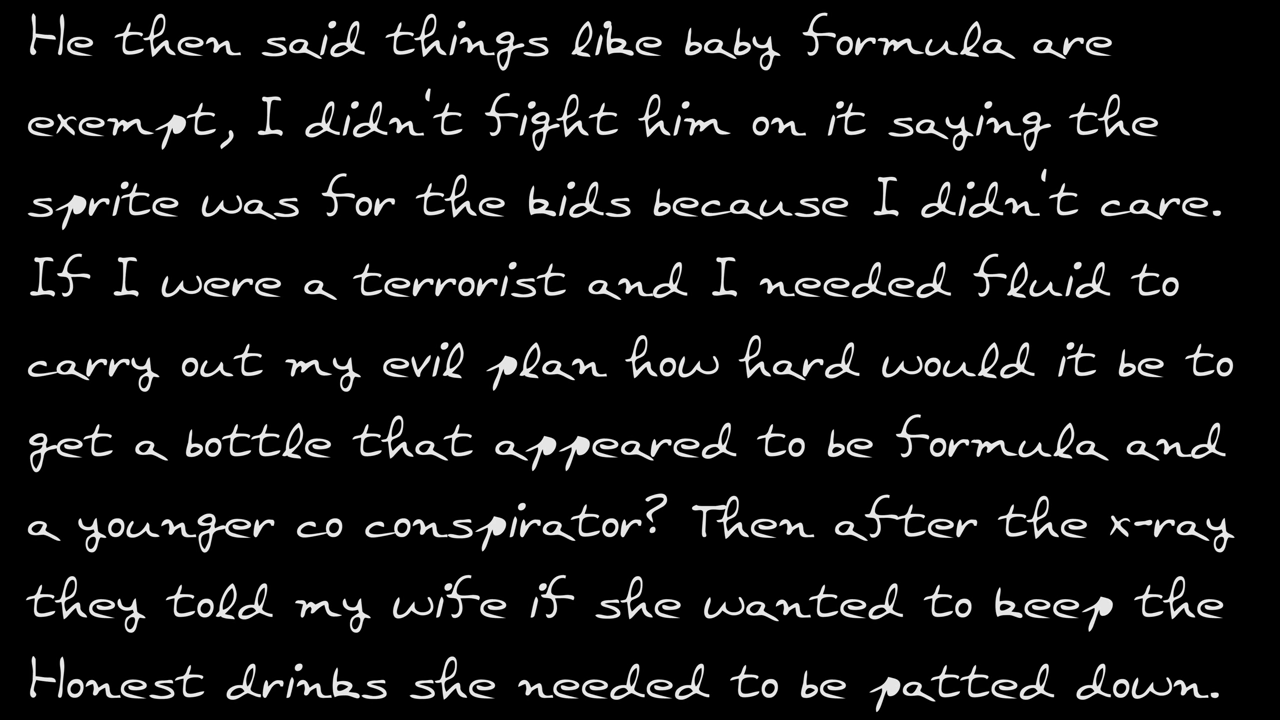 He then said things like baby formula are
exempt, I didn't fight him on it saying the
sprite was for the kids because I didn't care.
If I were a terrorist and I needed fluid to
carry out my evil plan how hard would it be to
get a bottle that appeared to be formula and
a younger co conspirator? Then after the x-ray
they told my wife if she wanted to keep the
Honest drinks she needed to be patted down.